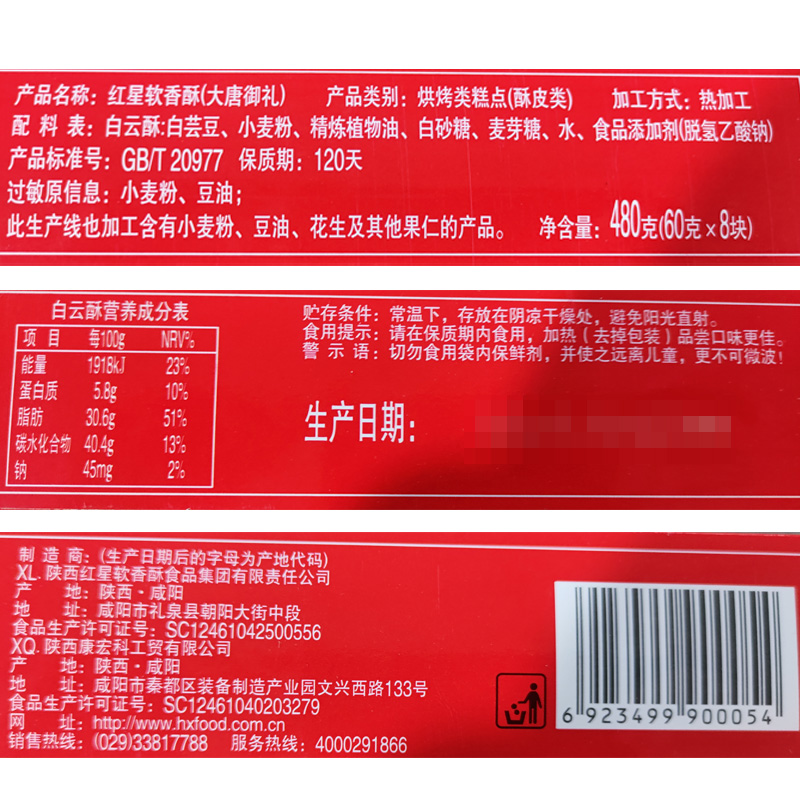 产品名称：红星软香酥(大唐御礼) 产品类别：烘烤类糕点(酥皮类) 加工方式：热加工
配 料 表：白云酥:白芸豆、小麦粉、精炼植物油、白砂糖、麦芽糖、水、食品添加剂(脱氢乙酸钠)
产品标准号：GB/T 20977 保质期：120天
过敏原信息：小麦粉、豆油；
此生产线也加工含有小麦粉、豆油、花生及其他果仁的产品。 净含量：480克(60克×8块)
白云酥营养成分表
项 目 每100g NRV%
能量 1918kJ 23%
蛋白质 5.8g 10%
脂肪 30.6g 51%
碳水化合物 40.4g 13%
钠 45mg 2%
贮存条件：常温下，存放在阴凉干燥处，避免阳光直射。
食用提示：请在保质期内食用，加热（去掉包装）品尝口味更佳。
警 示 语：切勿食用袋内保鲜剂，并使之远离儿童，更不可微波！
生产日期：
制 造 商：(生产日期后的字母为产地代码)
XL.陕西红星软香酥食品集团有限责任公司
产 地：陕西·咸阳
地 址：咸阳市礼泉县朝阳大街中段
食品生产许可证号：SC12461042500556
XQ.陕西康宏科工贸有限公司
产 地：陕西·咸阳
地 址：咸阳市秦都区装备制造产业园文兴西路133号
食品生产许可证号：SC12461040203279
网 址：http://www.hxfood.com.cn
销售热线：(029)33817788 服务热线：4000291866
6 923499 900054